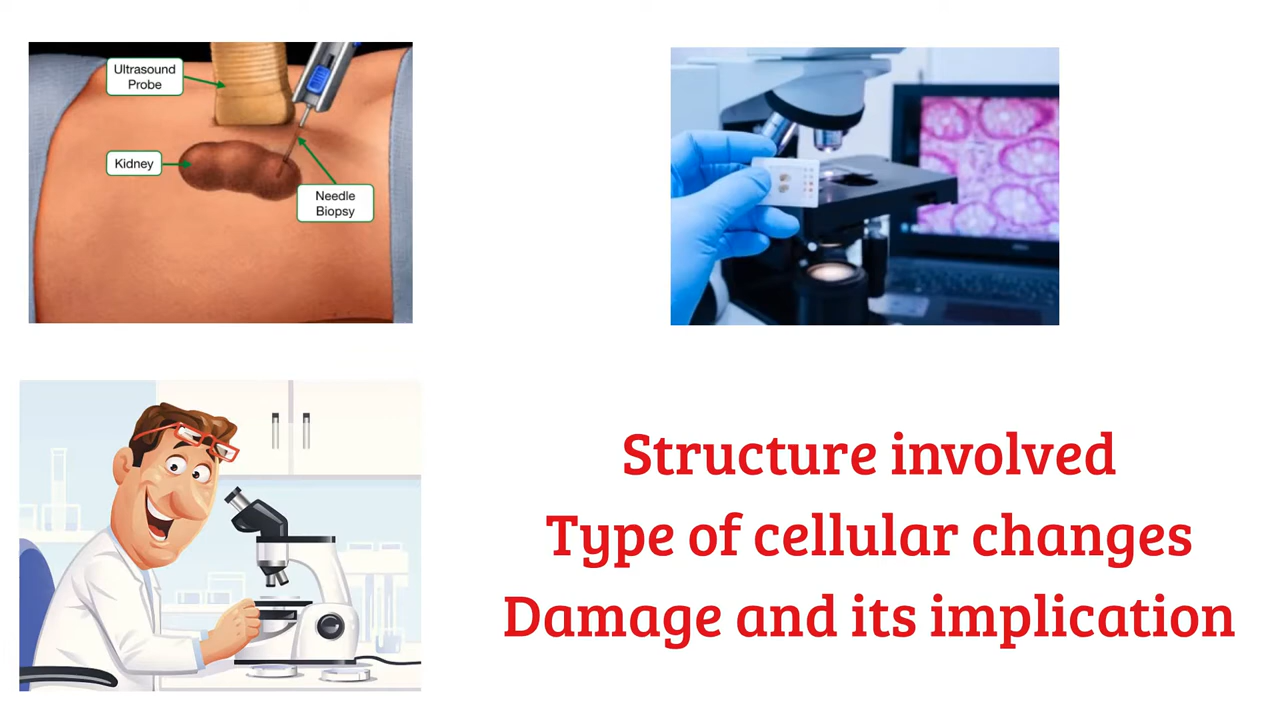 Ultrasound
Probe
Kidney
Needle
Biopsy
Structure involved
Type of cellular changes
Damage and its implication